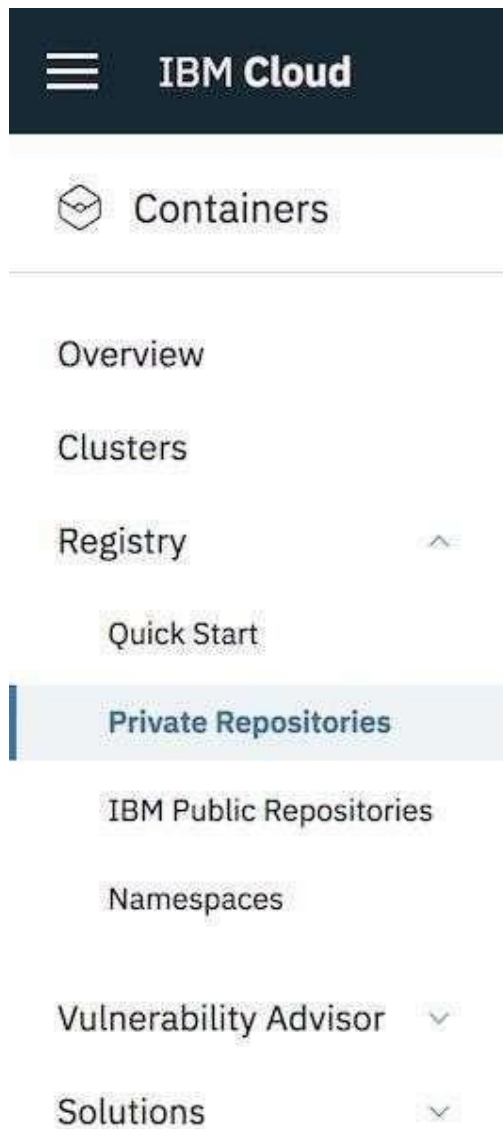 IBM Cloud
Containers
Overview
Clusters
Registry
Quick Start
Private Repositories
IBM Public Repositories
Namespaces
Vulnerability Advisor
Solutions